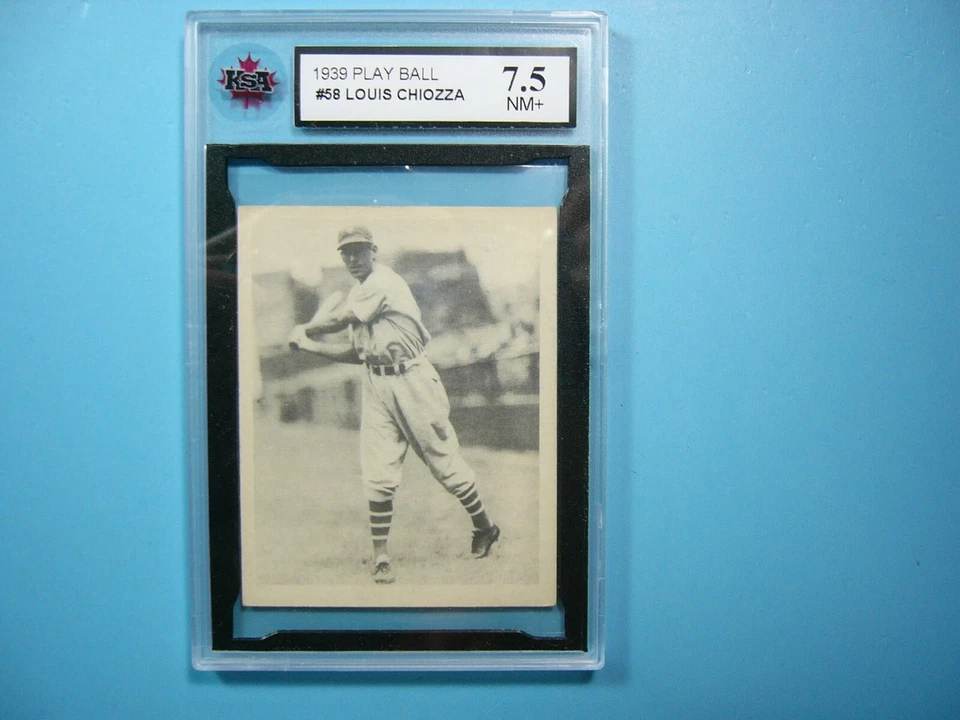 KSA
1939 PLAY BALL
#58 LOUIS CHIOZZA
7.5
NM+